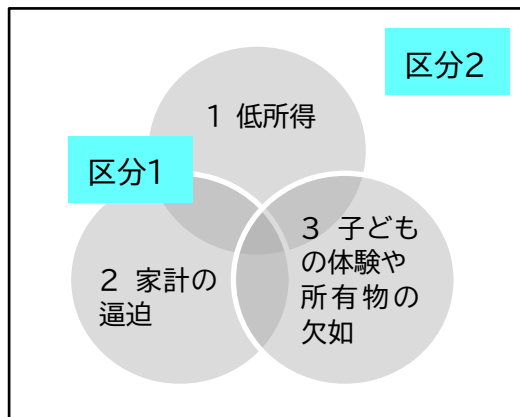 区分2
1 低所得
区分1
3 子ども
の体験や
所有物の
欠如
2 家計の
逼迫